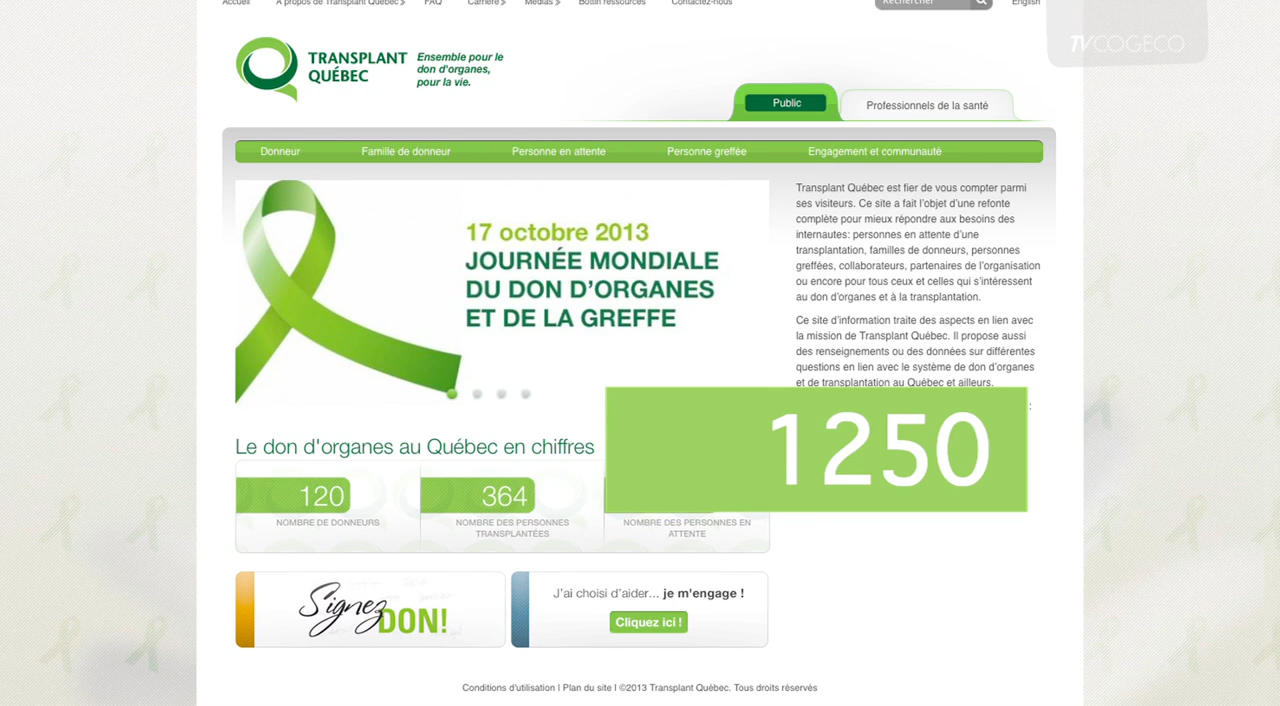 Accueil À propos de Transplant Québec FAQ Carrière Médias Bottin ressources Contactez-nous Rechercher English
TVCOGECO
TRANSPLANT
QUÉBEC
Ensemble pour le
don d'organes,
pour la vie.
Public Professionnels de la santé
Donneur Famille de donneur Personne en attente Personne greffée Engagement et communauté
17 octobre 2013
JOURNÉE MONDIALE
DU DON D'ORGANES
ET DE LA GREFFE
Transplant Québec est fier de vous compter parmi
ses visiteurs. Ce site a fait l'objet d'une refonte
complète pour mieux répondre aux besoins des
internautes: personnes en attente d'une
transplantation, familles de donneurs, personnes
greffées, collaborateurs, partenaires de l'organisation
ou encore pour tous ceux et celles qui s'intéressent
au don d'organes et à la transplantation.
Ce site d'information traite des aspects en lien avec
la mission de Transplant Québec. Il propose aussi
des renseignements ou des données sur différentes
questions en lien avec le système de don d'organes
et de transplantation au Québec et ailleurs.
:
1250
Le don d'organes au Québec en chiffres
120
NOMBRE DE DONNEURS
364
NOMBRE DES PERSONNES
TRANSPLANTÉES
NOMBRE DES PERSONNES EN
ATTENTE
Signez
DON!
J'ai choisi d'aider... je m'engage !
Cliquez ici !
Conditions d'utilisation | Plan du site | ©2013 Transplant Québec. Tous droits réservés